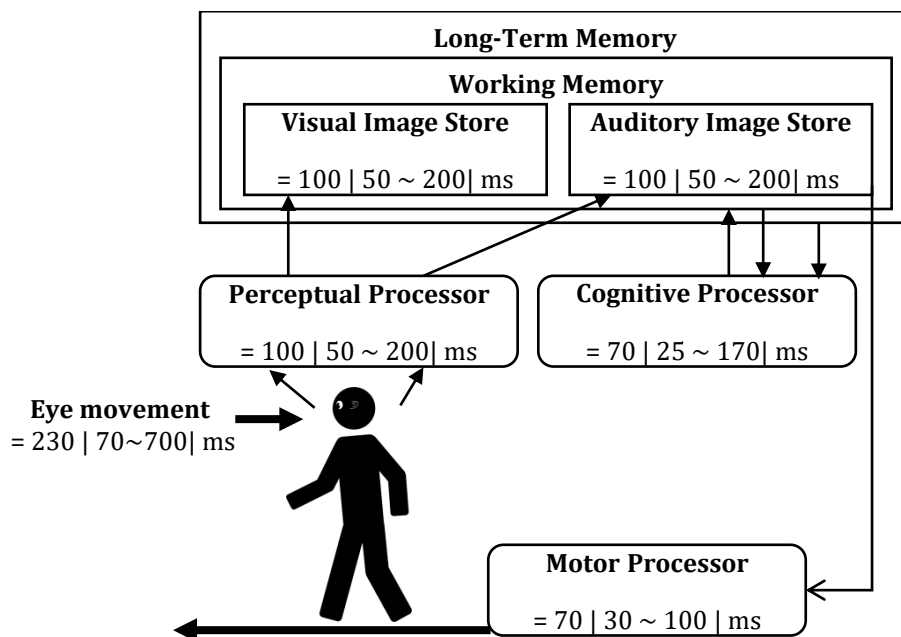 Long-Term Memory
Working Memory
Visual Image Store
= 100 | 50 ~ 200| ms
Auditory Image Store
= 100 | 50 ~ 200| ms
Perceptual Processor
= 100 | 50 ~ 200| ms
Cognitive Processor
= 70 | 25 ~ 170| ms
Eye movement
= 230 | 70~700| ms
Motor Processor
= 70 | 30 ~ 100 | ms